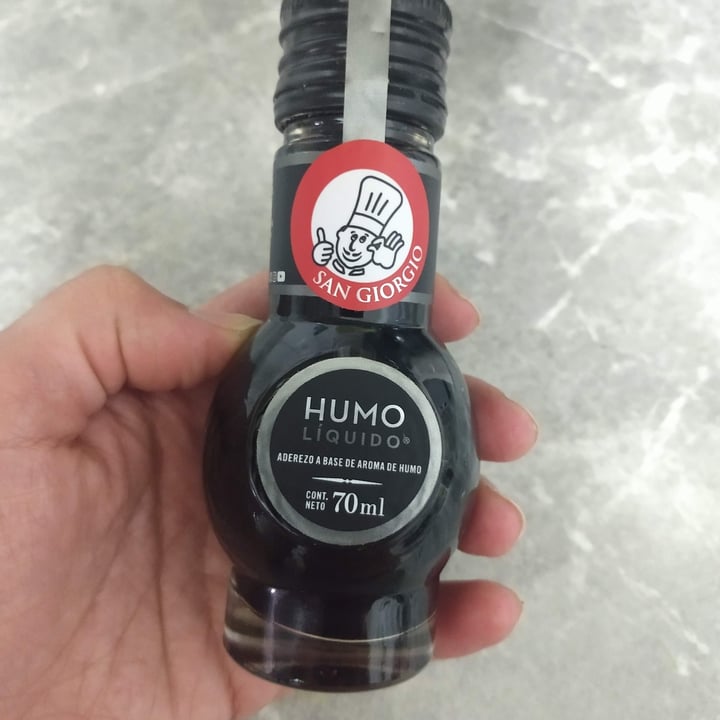 SAN GIORGIO
HUMO
LÍQUIDO®
ADEREZO A BASE DE AROMA DE HUMO
CONT. NETO 70ml